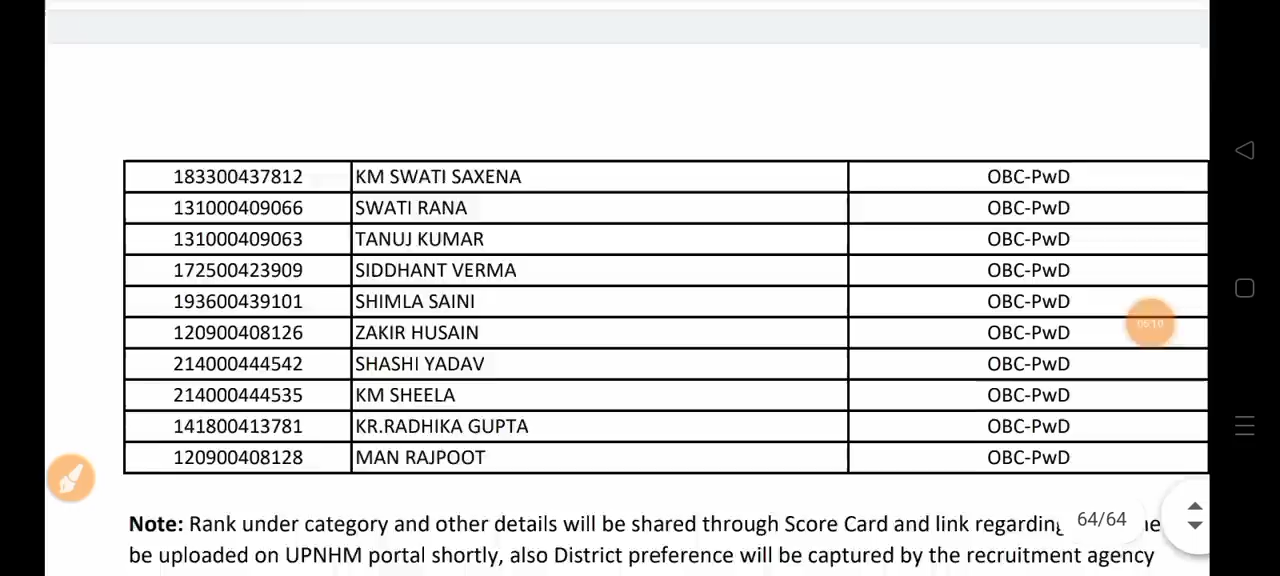 183300437812 KM SWATI SAXENA OBC-PwD
131000409066 SWATI RANA OBC-PwD
131000409063 TANUJ KUMAR OBC-PwD
172500423909 SIDDHANT VERMA OBC-PwD
193600439101 SHIMLA SAINI OBC-PwD
120900408126 ZAKIR HUSAIN OBC-PwD
06:10
214000444542 SHASHI YADAV OBC-PwD
214000444535 KM SHEELA OBC-PwD
141800413781 KR.RADHIKA GUPTA OBC-PwD
120900408128 MAN RAJPOOT OBC-PwD
Note: Rank under category and other details will be shared through Score Card and link regarding
64/64
be uploaded on UPNHM portal shortly, also District preference will be captured by the recruitment agency